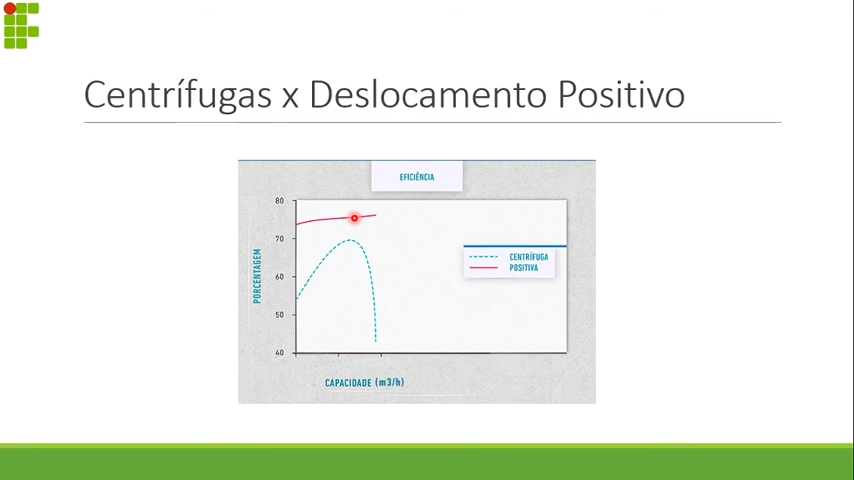 Centrífugas x Deslocamento Positivo
EFICIÊNCIA
80
70
60
50
40
PORCENTAGEM
CENTRÍFUGA
POSITIVA
CAPACIDADE (m3/h)